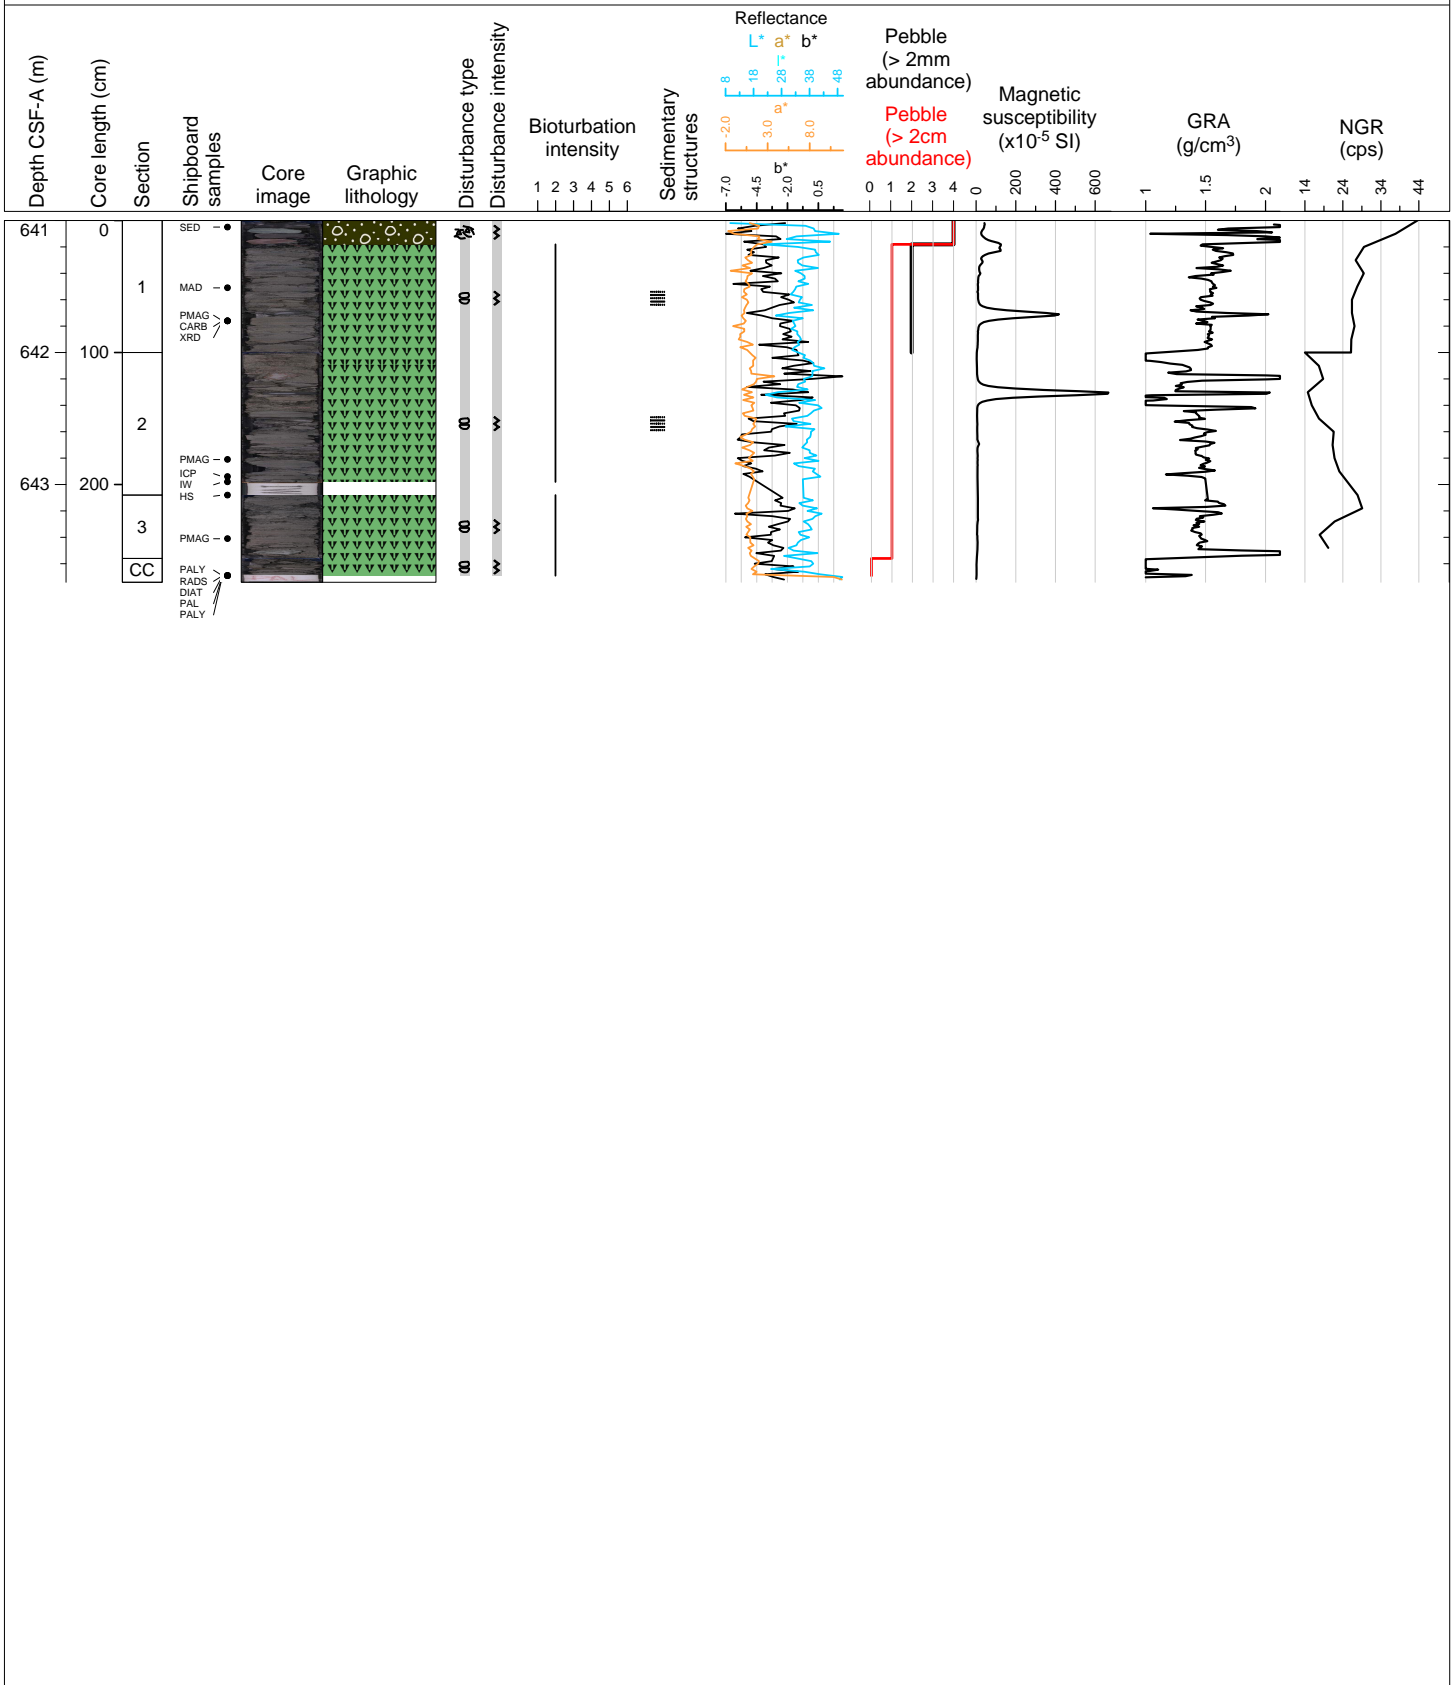 Depth CSF-A (m)
Core length (cm)
Section
Shipboard
samples
Core
image
Graphic
lithology
Disturbance type
Disturbance intensity
Bioturbation
intensity
1 2 3 4 5 6
Sedimentary
structures
Reflectance
L* a* b*
L*
8 18 28 38 48
a*
-2.0 3.0 8.0
b*
-7.0 -4.5 -2.0 0.5
Pebble
(> 2mm
abundance)
Pebble
(> 2cm
abundance)
0 1 2 3 4
Magnetic
susceptibility
(x10-5 SI)
0 200 400 600
GRA
(g/cm3)
1 1.5 2
NGR
(cps)
14 24 34 44
641
0
SED
1
MAD
PMAG
CARB
XRD
642
100
2
PMAG
ICP
IW
643
200
HS
3
PMAG
CC
PALY
RADS
DIAT
PAL
PALY